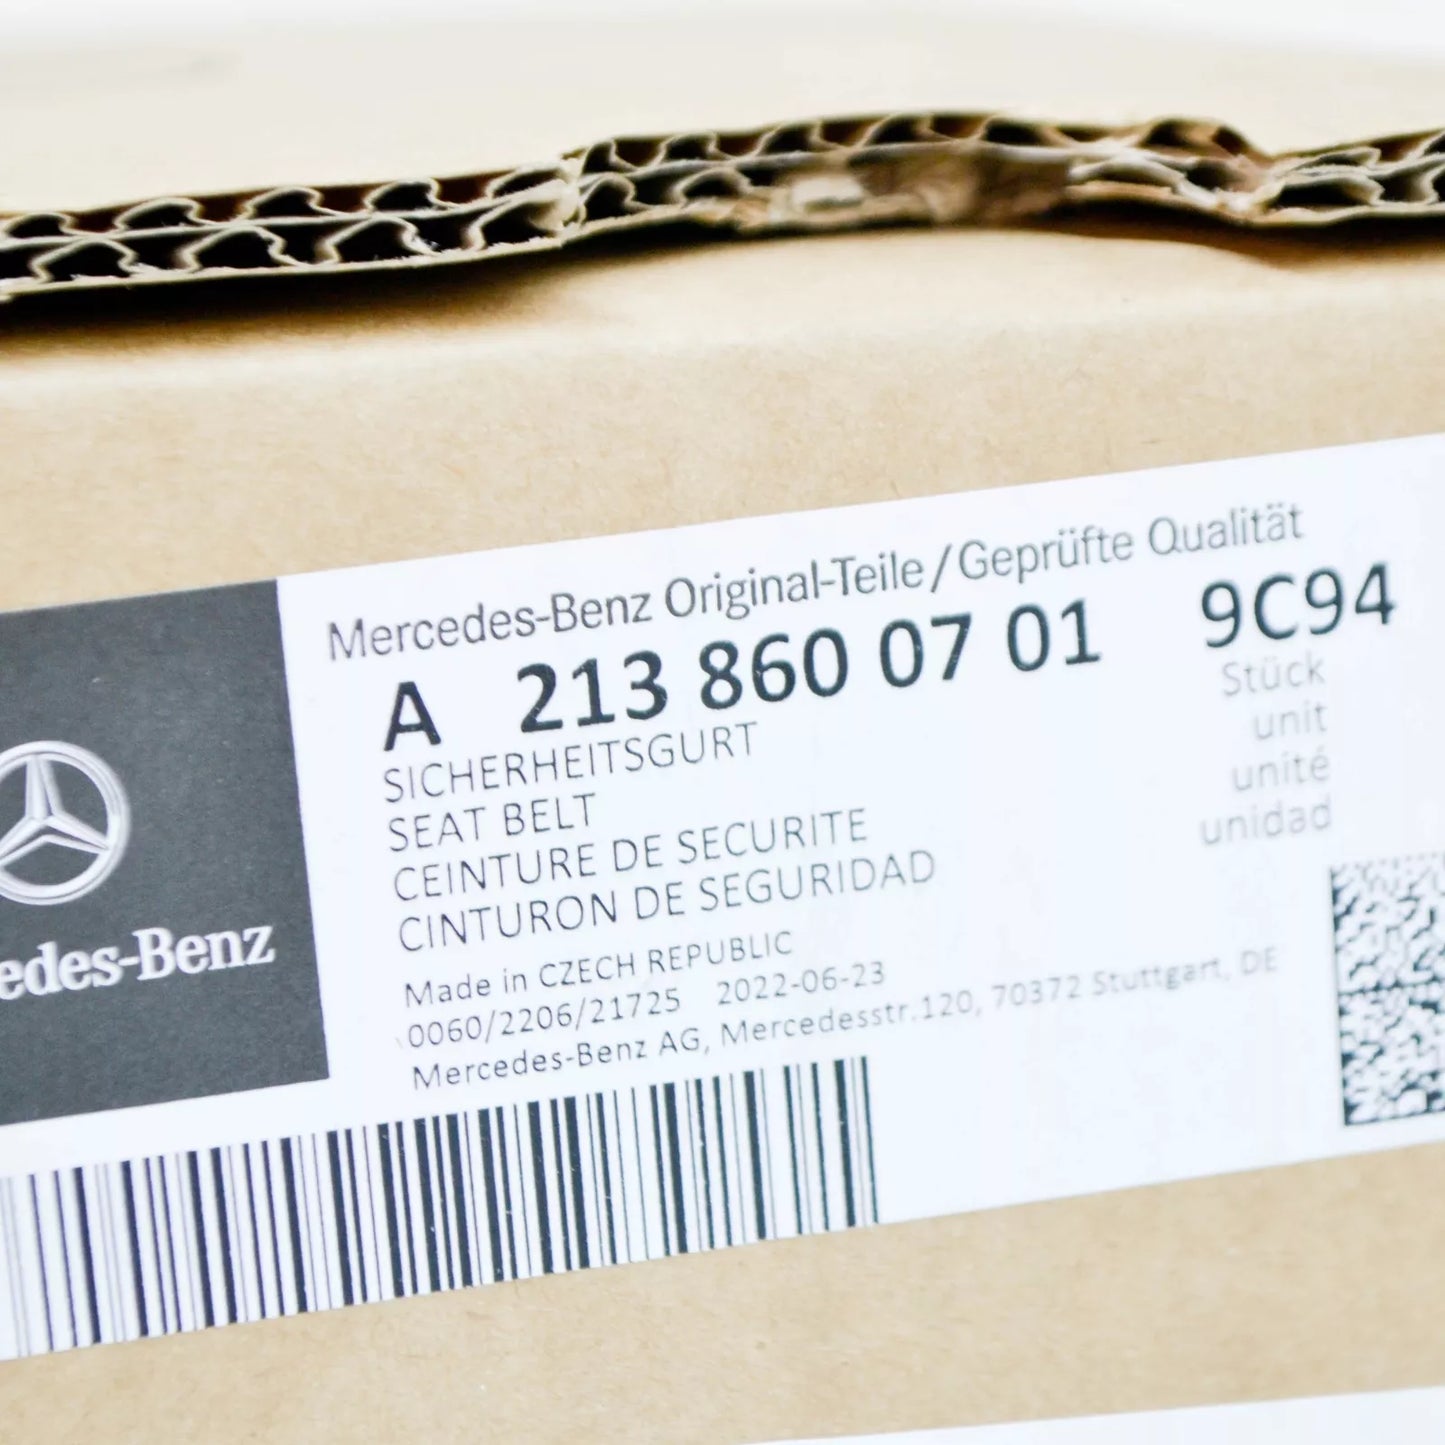 Mercedes-Benz Original-Teile/Geprüfte Qualität
A 213 860 07 01 9C94
SICHERHEITSGURT
SEAT BELT
CEINTURE DE SECURITE
CINTURON DE SEGURIDAD
Stück
unit
unité
unidad
Made in CZECH REPUBLIC
0060/2206/21725 2022-06-23
Mercedes-Benz AG, Mercedesstr.120, 70372 Stuttgart, DE
edes-Benz